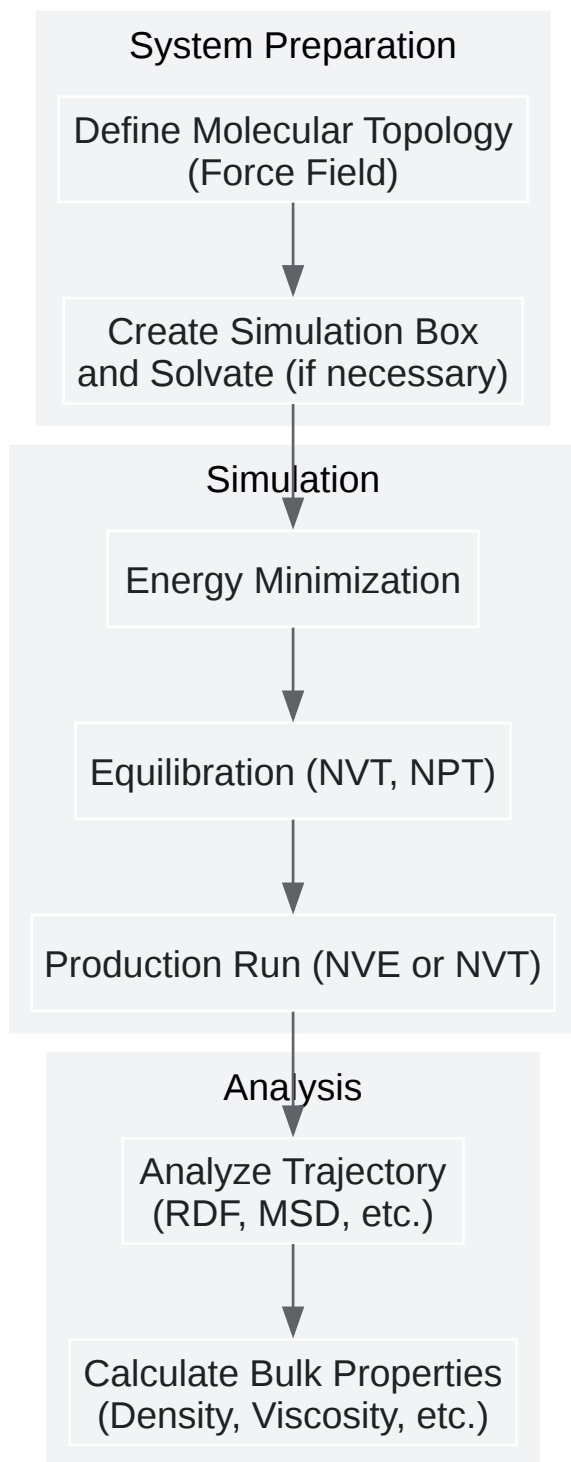 System Preparation
Define Molecular Topology
(Force Field)
Create Simulation Box
and Solvate (if necessary)
Simulation
Energy Minimization
Equilibration (NVT, NPT)
Production Run (NVE or NVT)
Analysis
Analyze Trajectory
(RDF, MSD, etc.)
Calculate Bulk Properties
(Density, Viscosity, etc.)